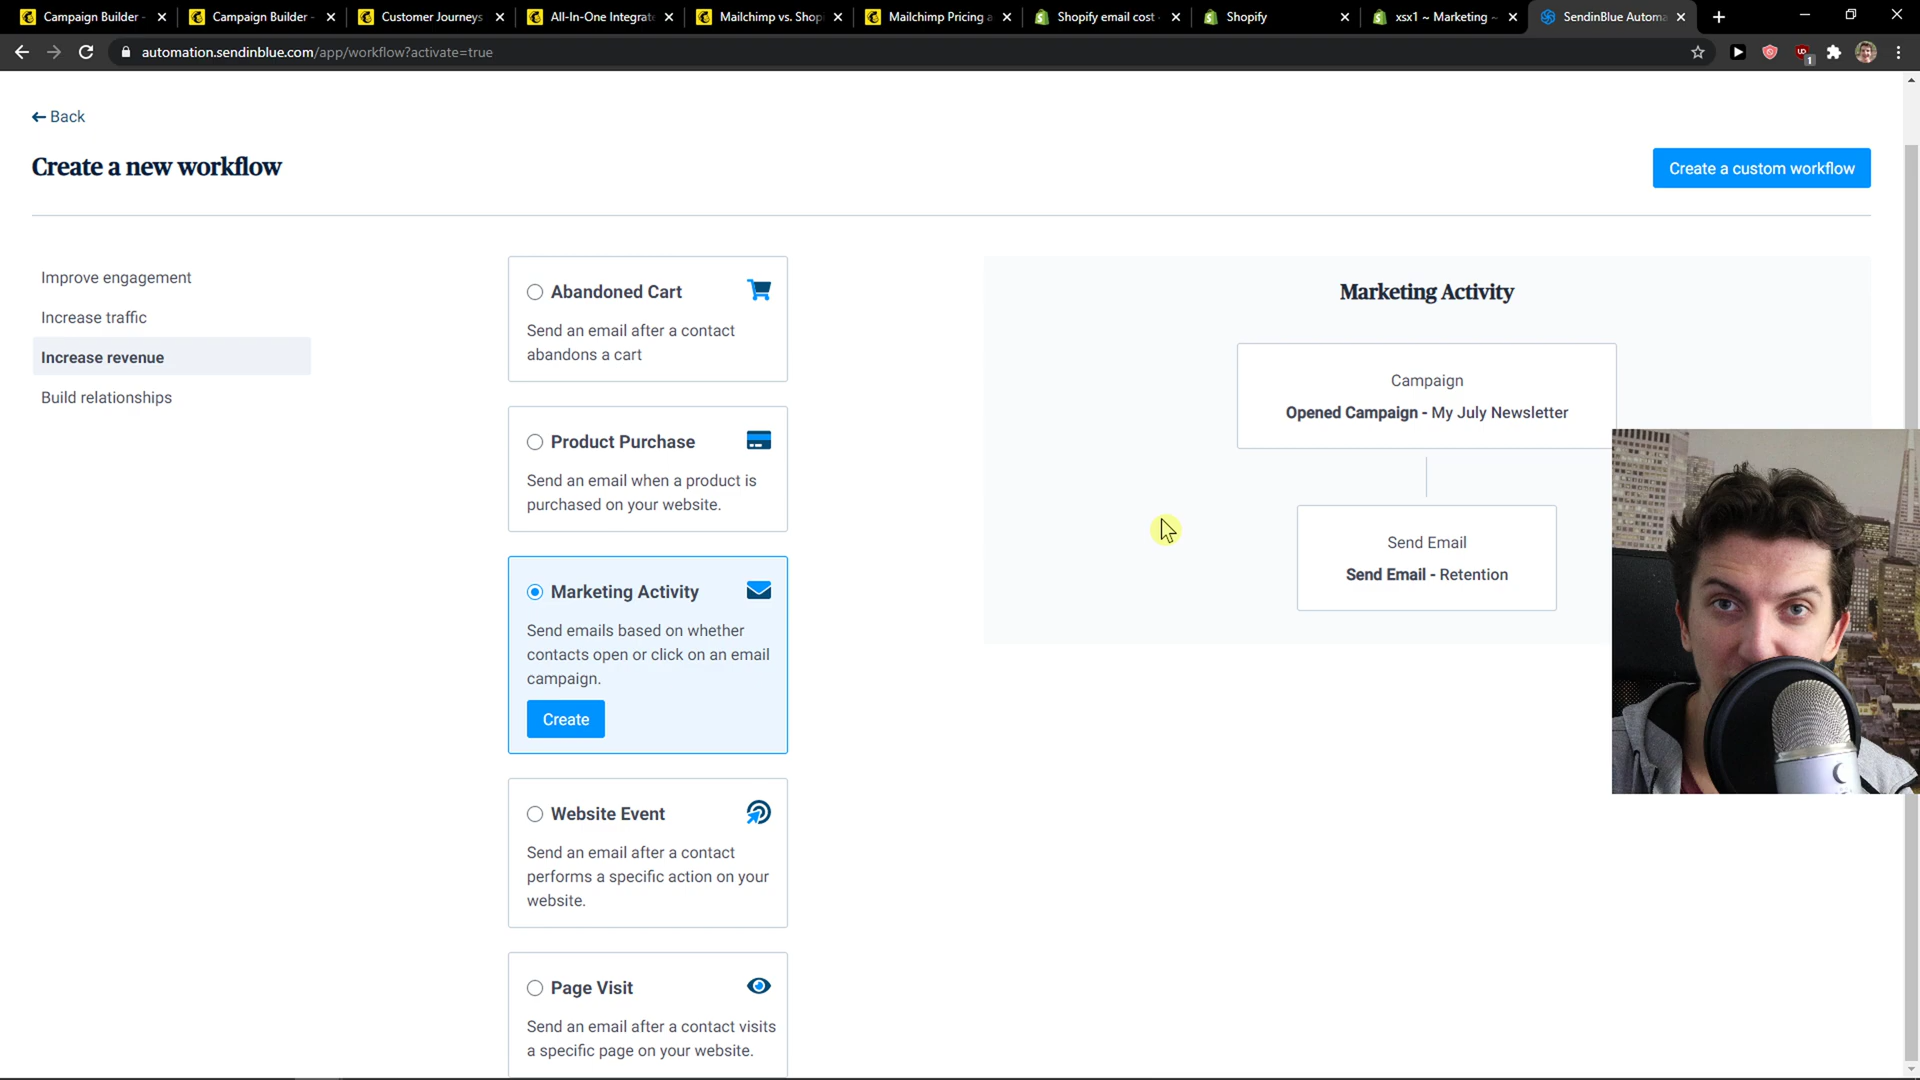 Campaign Builder -
Campaign Builder -
Customer Journeys
All-In-One Integrat
Mailchimp vs. Shop
Mailchimp Pricing a
Shopify email cost
Shopify
xsx1 ~ Marketing ~
SendinBlue Automa
automation.sendinblue.com/app/workflow?activate=true
1
Back
Create a new workflow
Create a custom workflow
Improve engagement
Increase traffic
Increase revenue
Build relationships
Abandoned Cart
Send an email after a contact
abandons a cart
Product Purchase
Send an email when a product is
purchased on your website.
Marketing Activity
Send emails based on whether
contacts open or click on an email
campaign.
Create
Website Event
Send an email after a contact
performs a specific action on your
website.
Page Visit
Send an email after a contact visits
a specific page on your website.
Marketing Activity
Campaign
Opened Campaign - My July Newsletter
Send Email
Send Email - Retention